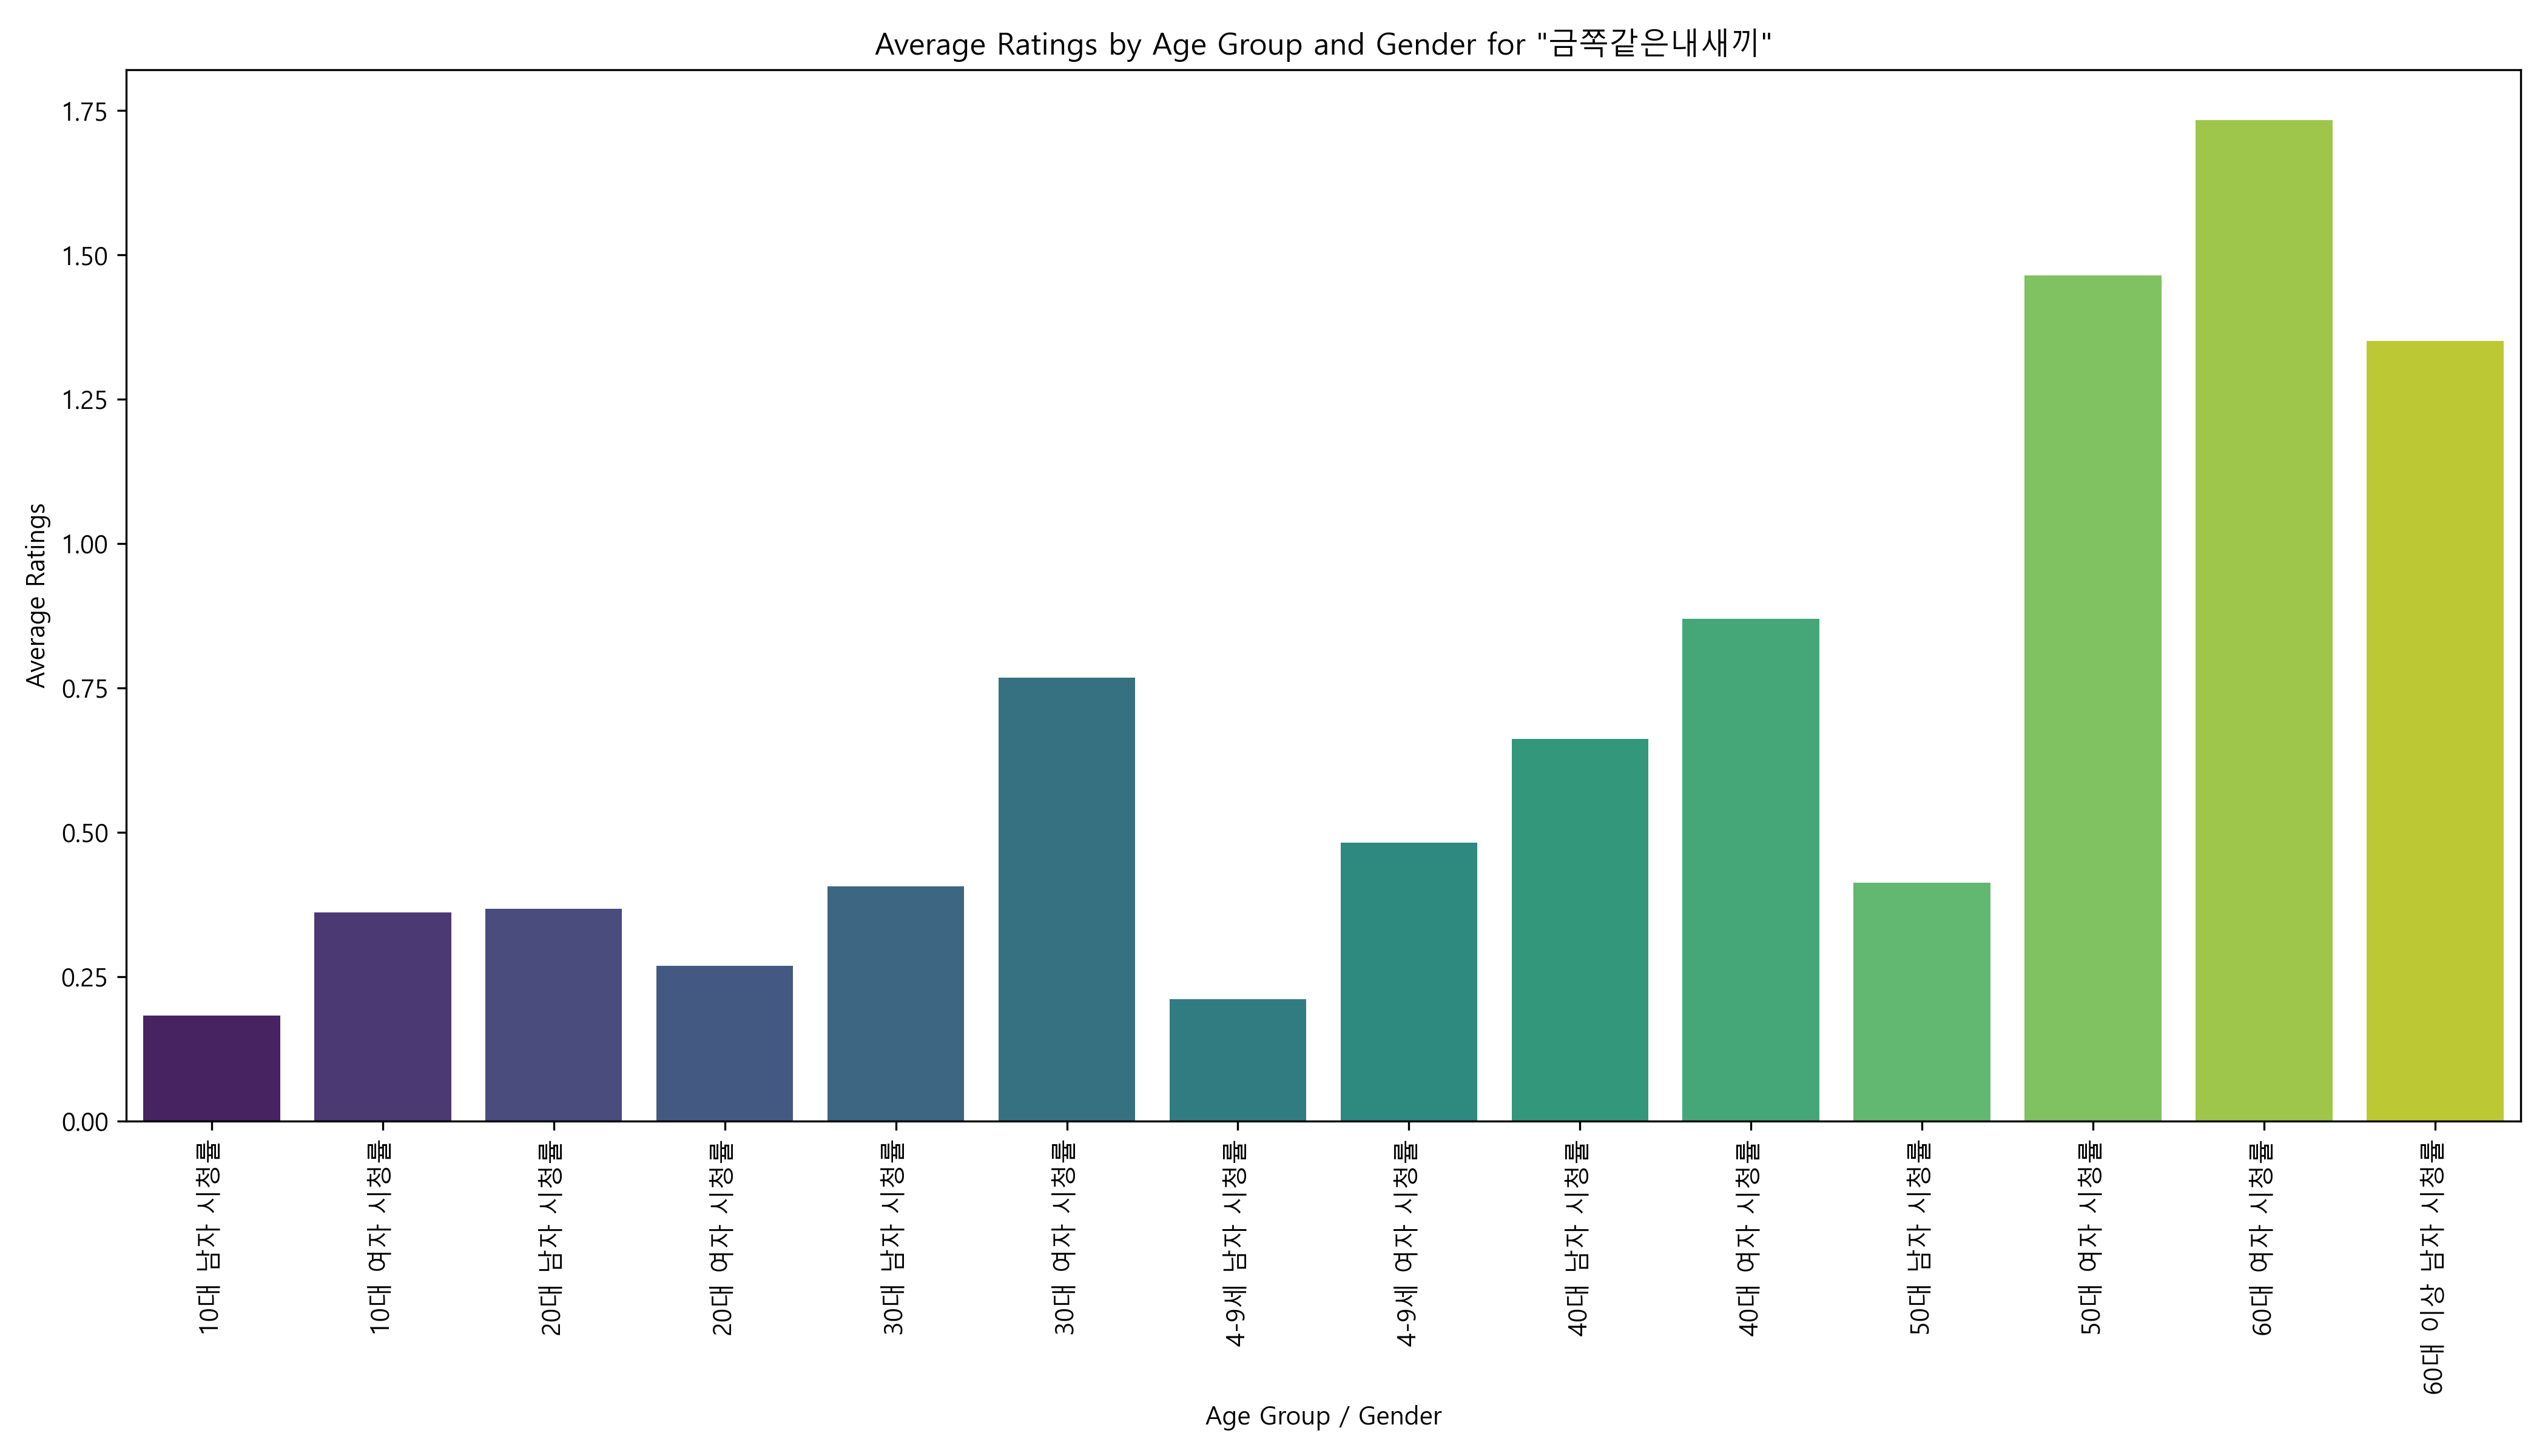 Average Ratings by Age Group and Gender for "금쪽같은내새끼"
Average Ratings
1.75
1.50
1.25
1.00
0.75
0.50
0.25
0.00
10대 남자 시청률
10대 여자 시청률
20대 남자 시청률
20대 여자 시청률
30대 남자 시청률
30대 여자 시청률
4-9세 남자 시청률
4-9세 여자 시청률
40대 남자 시청률
40대 여자 시청률
50대 남자 시청률
50대 여자 시청률
60대 여자 시청률
60대 이상 남자 시청률
Age Group / Gender